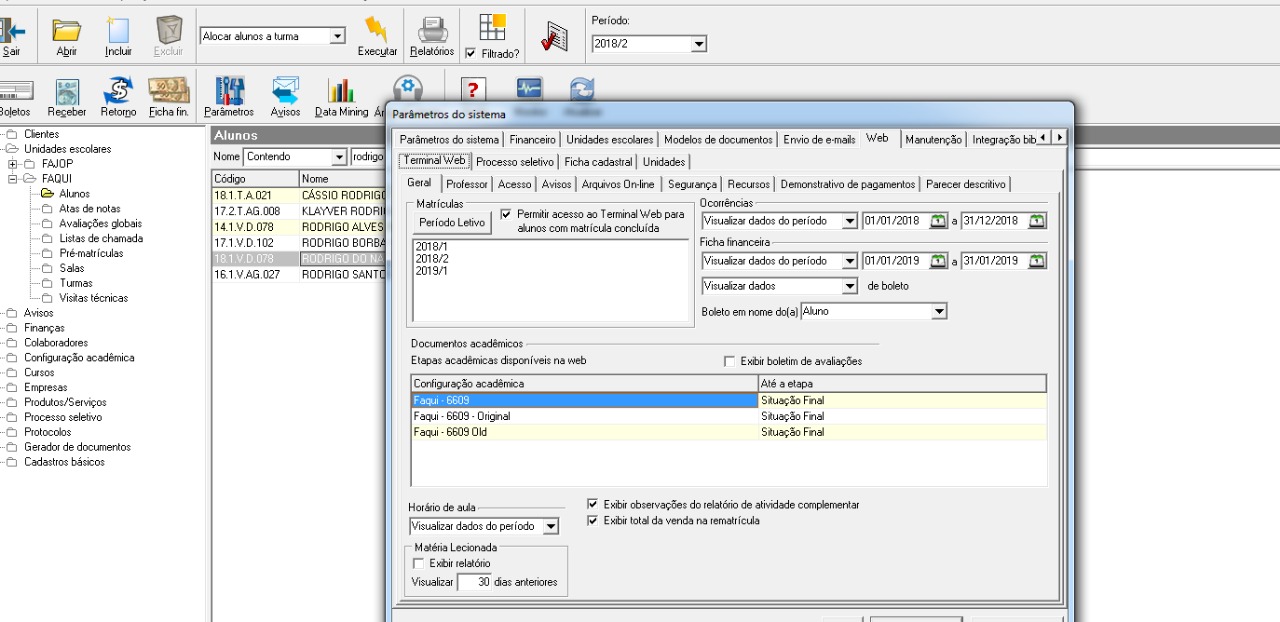 Período:
Sair Abrir Incluir Excluir Alocar alunos a turma Executar Relatórios Filtrado? 2018/2
Boletos Receber Retorno Ficha fin. Parâmetros Avisos Data Mining
Parâmetros do sistema
Clientes
Unidades escolares
FAJOP
FAQUI
Alunos
Atas de notas
Avaliações globais
Listas de chamada
Pré-matrículas
Salas
Turmas
Visitas técnicas
Avisos
Finanças
Colaboradores
Configuração acadêmica
Cursos
Empresas
Produtos/Serviços
Processo seletivo
Protocolos
Gerador de documentos
Cadastros básicos
Alunos
Nome Contendo rodrigo
Código Nome
18.1.T.A.021 CÁSSIO RODRIGO
17.2.T.AG.008 KLAYVER RODRI
14.1.V.D.078 RODRIGO ALVES
17.1.V.D.102 RODRIGO BORBA
18.1.V.D.078 RODRIGO DO NA
16.1.V.AG.027 RODRIGO SANTO
Parâmetros do sistema Financeiro Unidades escolares Modelos de documentos Envio de e-mails Web Manutenção Integração bib
Terminal Web Processo seletivo Ficha cadastral Unidades
Geral Professor Acesso Avisos Arquivos On-line Segurança Recursos Demonstrativo de pagamentos Parecer descritivo
Matrículas
Período Letivo
Permitir acesso ao Terminal Web para
alunos com matrícula concluída
2018/1
2018/2
2019/1
Ocorrências
Visualizar dados do período 01/01/2018 a 31/12/2018
Ficha financeira
Visualizar dados do período 01/01/2019 a 31/01/2019
Visualizar dados de boleto
Boleto em nome do(a) Aluno
Documentos acadêmicos
Etapas acadêmicas disponíveis na web Exibir boletim de avaliações
Configuração acadêmica Até a etapa
Faqui - 6609 Situação Final
Faqui - 6609 - Original Situação Final
Faqui - 6609 Old Situação Final
Horário de aula
Visualizar dados do período
Exibir observações do relatório de atividade complementar
Exibir total da venda na rematrícula
Matéria Lecionada
Exibir relatório
Visualizar 30 dias anteriores